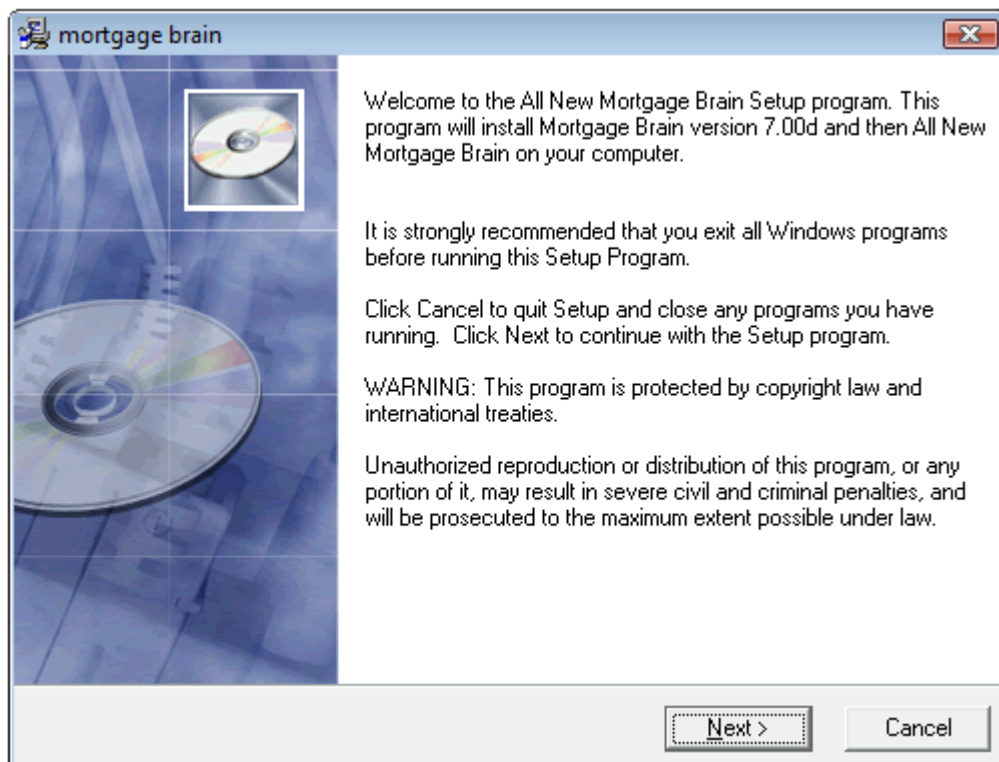 mortgage brain
Welcome to the All New Mortgage Brain Setup program. This
program will install Mortgage Brain version 7.00d and then All New
Mortgage Brain on your computer.
It is strongly recommended that you exit all Windows programs
before running this Setup Program.
Click Cancel to quit Setup and close any programs you have
running.  Click Next to continue with the Setup program.
WARNING: This program is protected by copyright law and
international treaties.
Unauthorized reproduction or distribution of this program, or any
portion of it, may result in severe civil and criminal penalties, and
will be prosecuted to the maximum extent possible under law.
Next > Cancel